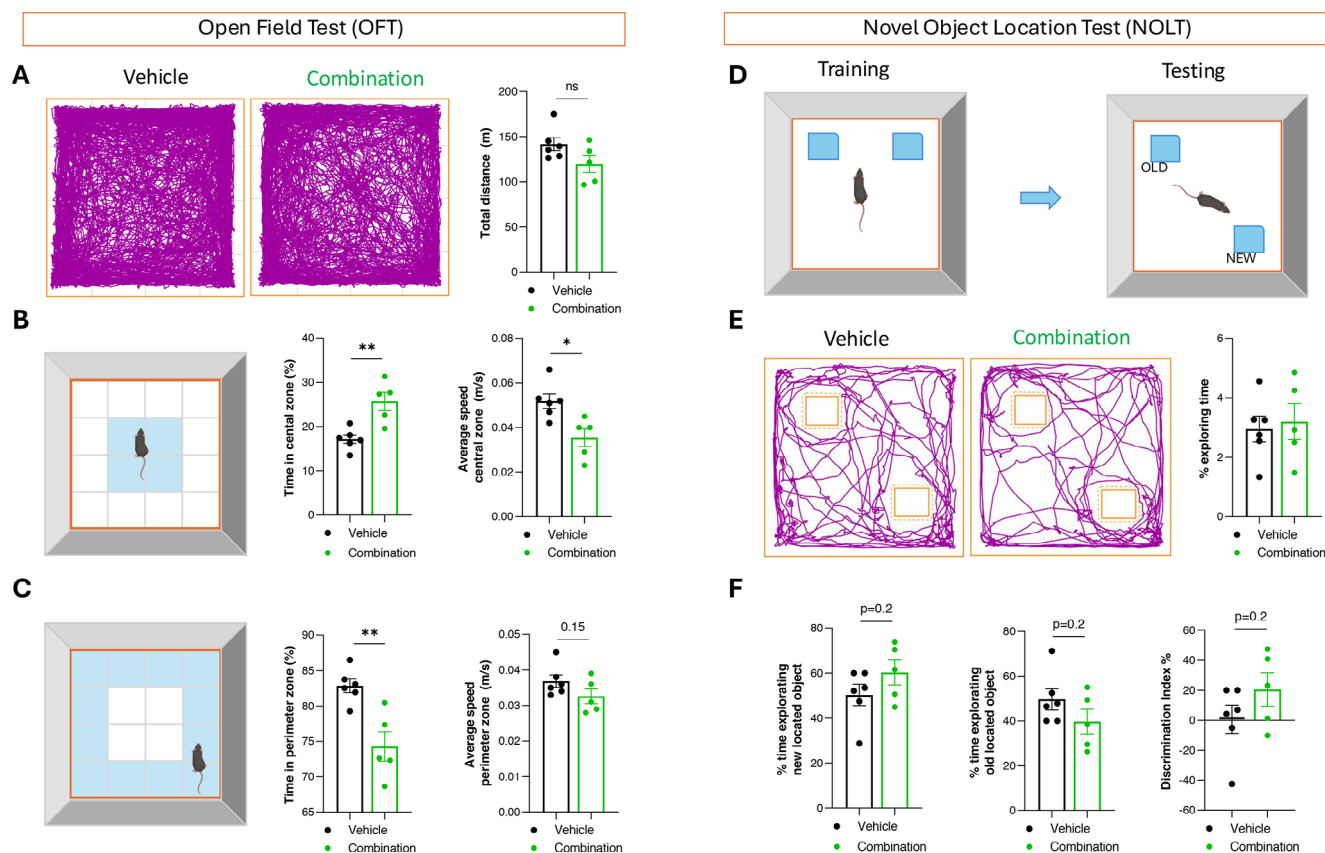 Open Field Test (OFT)
Novel Object Location Test (NOLT)
A
Vehicle
Combination
ns
200
150
100
50
0
Total distance (m)
Vehicle
Combination
D
Training
Testing
OLD
NEW
B
40
30
20
10
0
Time in cental zone (%)
**
Vehicle
Combination
0.08
0.06
0.04
0.02
0.00
Average speed
central zone (m/s)
*
Vehicle
Combination
E
Vehicle
Combination
6
4
2
0
% exploring time
Vehicle
Combination
C
90
85
80
75
70
65
Time in perimeter zone (%)
**
Vehicle
Combination
0.05
0.04
0.03
0.02
0.01
0.00
Average speed
perimeter zone (m/s)
0.15
Vehicle
Combination
F
80
60
40
20
0
% time explorating
new located object
p=0.2
Vehicle
Combination
80
60
40
20
0
% time explorating
old located object
p=0.2
Vehicle
Combination
60
40
20
0
-20
-40
-60
Discrimination Index %
p=0.2
Vehicle
Combination